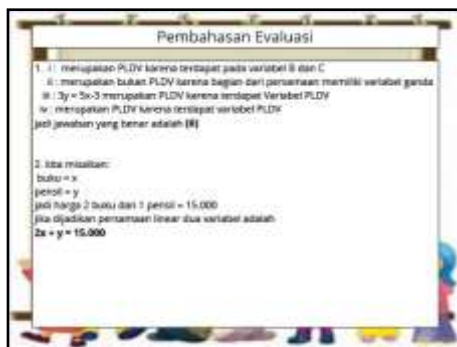 Pembahasan Evaluasi
1. i : merupakan PLDV karena terdapat pada variabel B dan C
ii : merupakan bukan PLDV karena bagian dari persamaan memiliki variabel ganda
iii : 3y = 5x-3 merupakan PLDV karena terdapat Variabel PLDV
iv : merupakan PLDV karena terdapat variabel PLDV
jadi jawaban yang benar adalah
2. kita misalkan:
buku = x
pensil = y
jadi harga 2 buku dan 1 pensil = 15.000
jika dijadikan persamaan linear dua variabel adalah
2x + y = 15.000